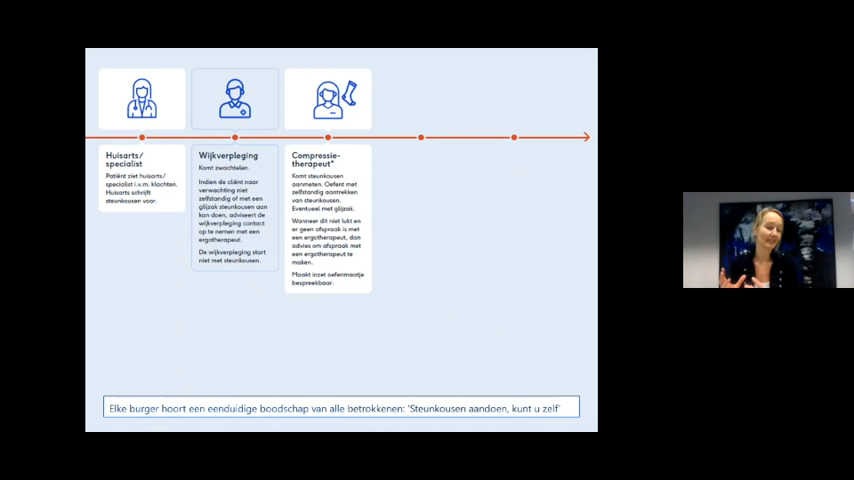 Huisarts/
specialist
Patiënt ziet huisarts/
specialist i.v.m. klachten.
Huisarts schrijft
steunkousen voor.
Wijkverpleging
Komt zwachtelen.
Indien de cliënt naar
verwachting niet
zelfstandig of met een
glijzak steunkousen aan
kan doen, adviseert de
wijkverpleging contact
op te nemen met een
ergotherapeut.
De wijkverpleging start
niet met steunkousen.
Compressie-
therapeut*
Komt steunkousen
aanmeten. Oefent met
zelfstandig aantrekken
van steunkousen.
Eventueel met glijzak.
Wanneer dit niet lukt en
er geen afspraak is met
een ergotherapeut, dan
advies om afspraak met
een ergotherapeut te
maken.
Maakt inzet oefenmaatje
bespreekbaar.
Elke burger hoort een eenduidige boodschap van alle betrokkenen: 'Steunkousen aandoen, kunt u zelf'